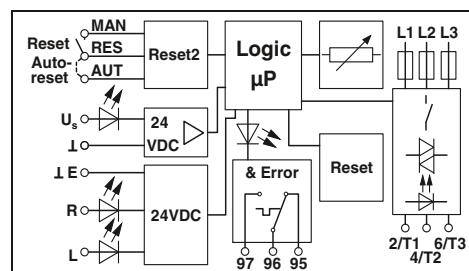 MAN
Reset
RES
Auto-
reset
AUT
Reset2
Logic
µP
L1 L2 L3
Us
24
VDC
⊥
⊥ E
R
L
24VDC
& Error
97 96 95
Reset
2/T1 6/T3
4/T2